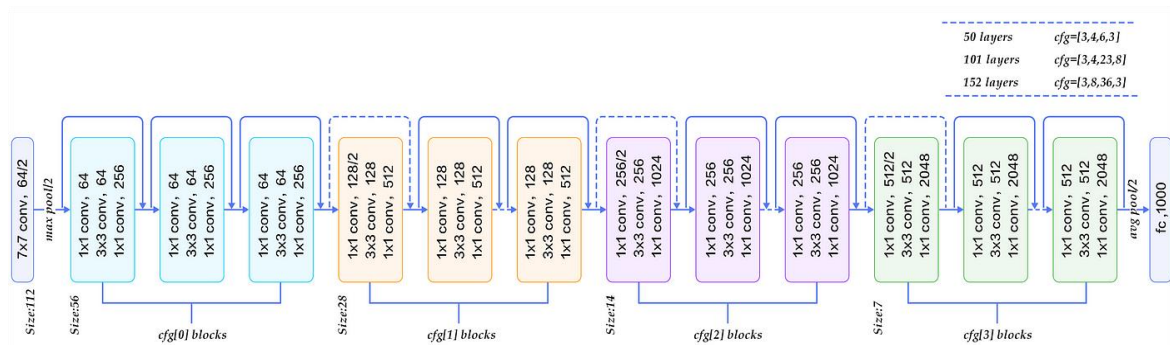 50 layers cfg=[3,4,6,3]
101 layers cfg=[3,4,23,8]
152 layers cfg=[3,8,36,3]
7x7 conv, 64/2
max pool/2
1x1 conv, 64
3x3 conv, 64
1x1 conv, 256
1x1 conv, 64
3x3 conv, 64
1x1 conv, 256
1x1 conv, 64
3x3 conv, 64
1x1 conv, 256
1x1 conv, 128/2
3x3 conv, 128
1x1 conv, 512
1x1 conv, 128
3x3 conv, 128
1x1 conv, 512
1x1 conv, 128
3x3 conv, 128
1x1 conv, 512
1x1 conv, 256/2
3x3 conv, 256
1x1 conv, 1024
1x1 conv, 256
3x3 conv, 256
1x1 conv, 1024
1x1 conv, 256
3x3 conv, 256
1x1 conv, 1024
1x1 conv, 512/2
3x3 conv, 512
1x1 conv, 2048
1x1 conv, 512
3x3 conv, 512
1x1 conv, 2048
1x1 conv, 512
3x3 conv, 512
1x1 conv, 2048
avg pool/2
fc ,1000
Size:112
Size:56
Size:28
Size:14
Size:7
cfg[0] blocks
cfg[1] blocks
cfg[2] blocks
cfg[3] blocks